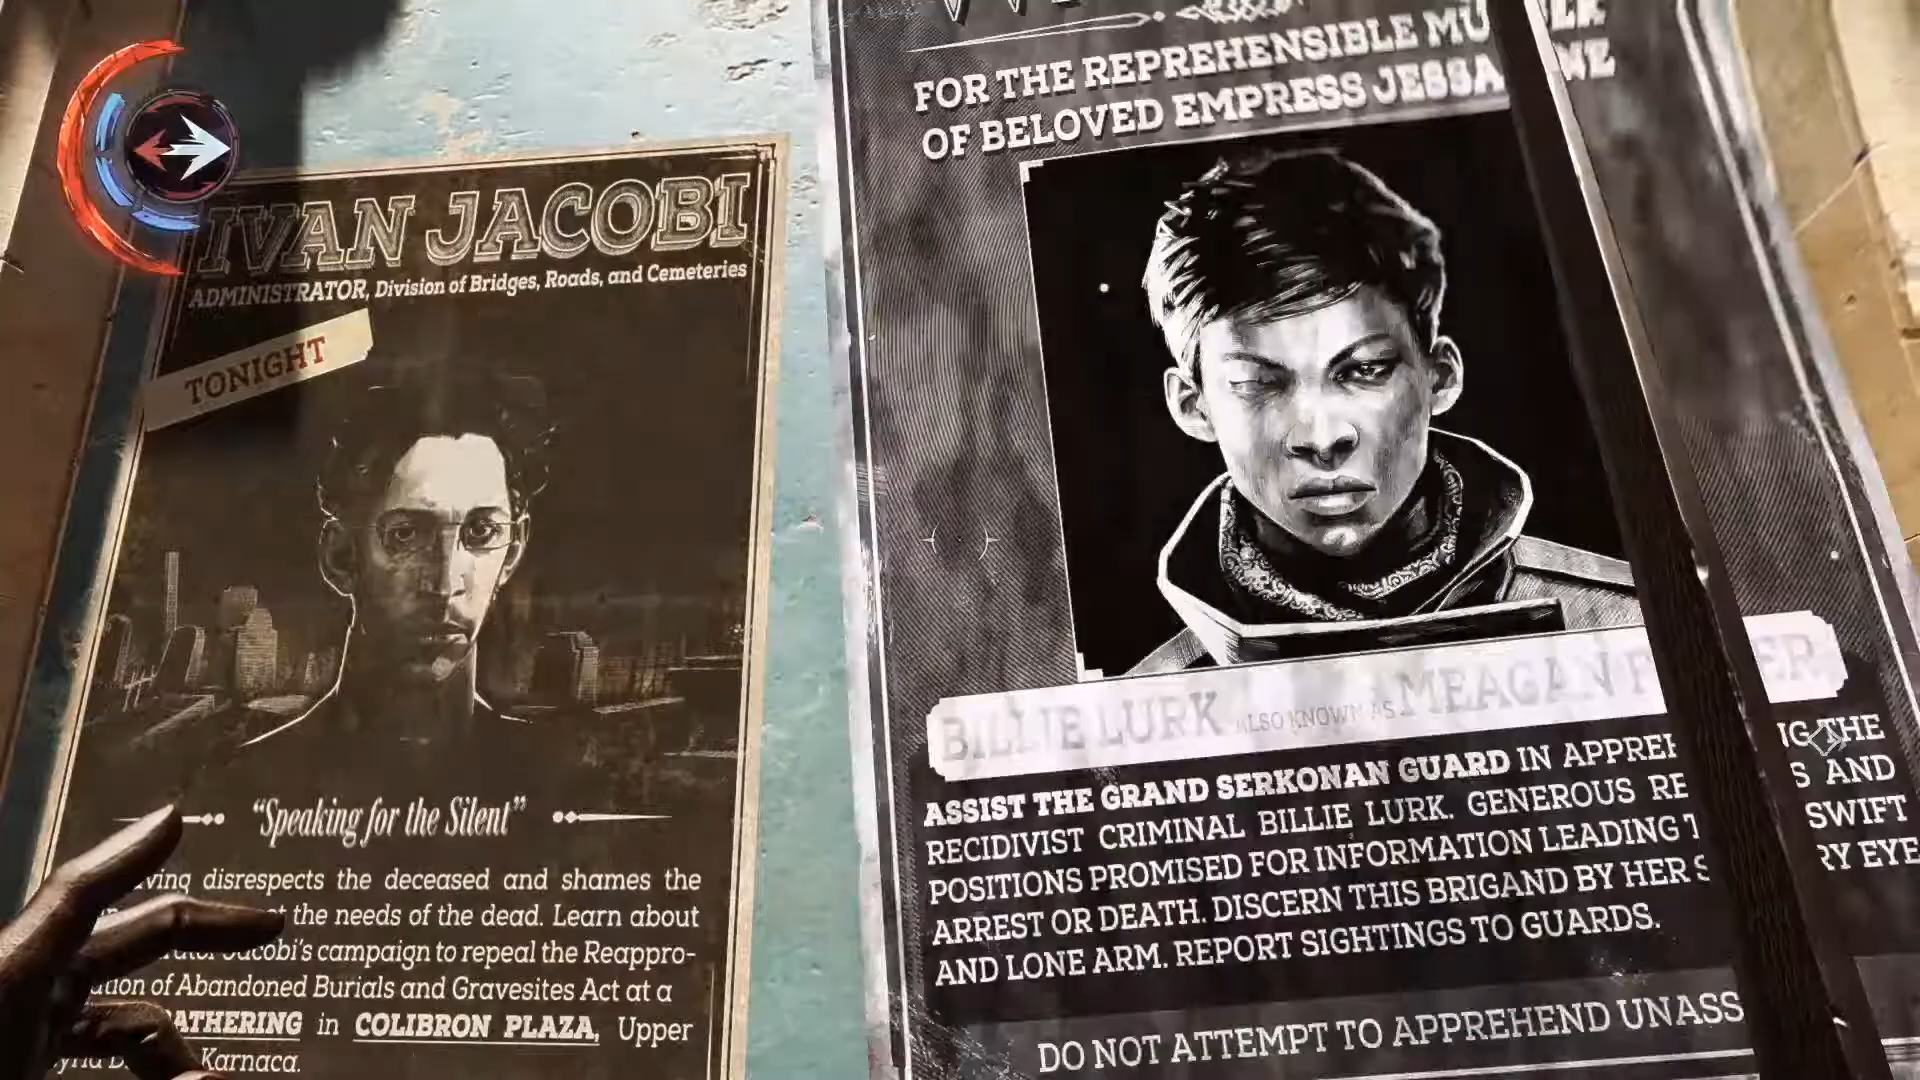 IVAN JACOBI
ADMINISTRATOR, Division of Bridges, Roads, and Cemeteries
TONIGHT
"Speaking for the Silent"
disrespects the deceased and shames the
the needs of the dead. Learn about
campaign to repeal the Reappro-
of Abandoned Burials and Gravesites Act at a
in COLIBRON PLAZA, Upper
Karnaca.
FOR THE REPREHENSIBLE
OF BELOVED EMPRESS
BILLIE LURK ALSO KNOWN AS MEAGAN
ASSIST THE GRAND SERKONAN GUARD IN THE
RECIDIVIST CRIMINAL BILLIE LURK. GENEROUS AND
POSITIONS PROMISED FOR INFORMATION LEADING SWIFT
ARREST OR DEATH. DISCERN THIS BRIGAND BY HER EYE
AND LONE ARM. REPORT SIGHTINGS TO GUARDS.
DO NOT ATTEMPT TO APPREHEND